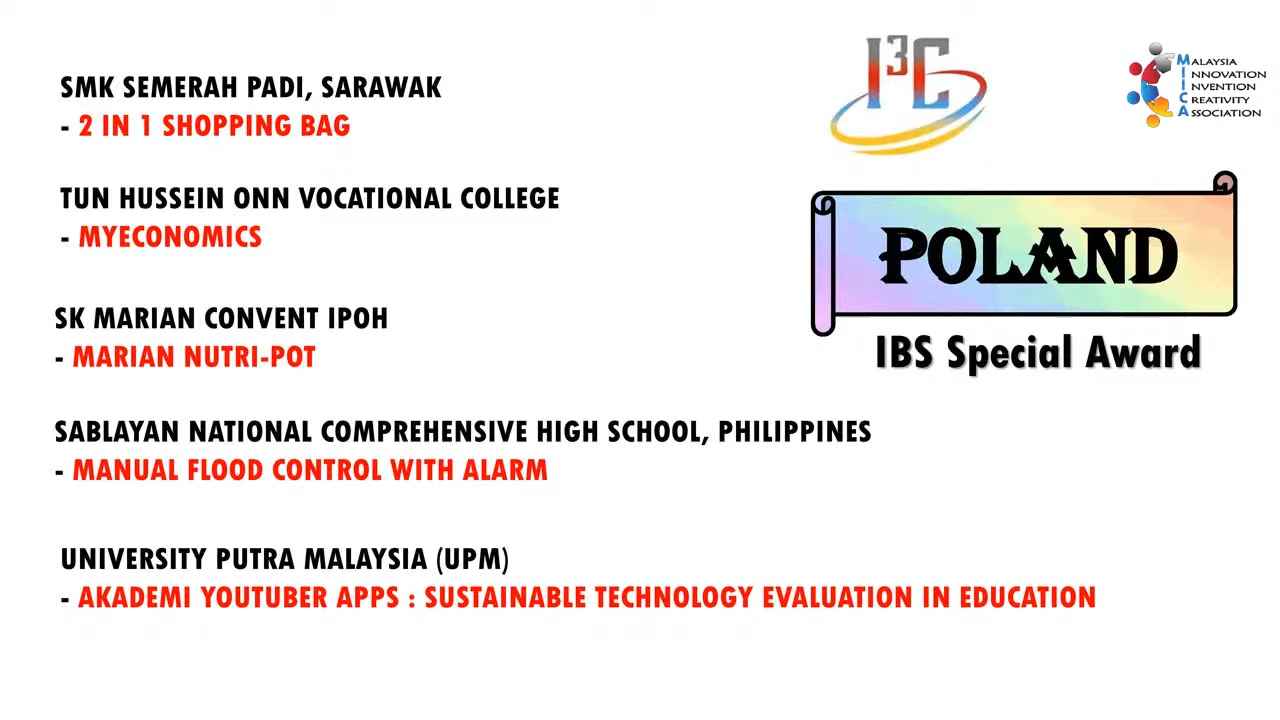 SMK SEMERAH PADI, SARAWAK
- 2 IN 1 SHOPPING BAG
TUN HUSSEIN ONN VOCATIONAL COLLEGE
- MYECONOMICS
SK MARIAN CONVENT IPOH
- MARIAN NUTRI-POT
SABLAYAN NATIONAL COMPREHENSIVE HIGH SCHOOL, PHILIPPINES
- MANUAL FLOOD CONTROL WITH ALARM
UNIVERSITY PUTRA MALAYSIA (UPM)
- AKADEMI YOUTUBER APPS : SUSTAINABLE TECHNOLOGY EVALUATION IN EDUCATION
I3C
MALAYSIA
INNOVATION
INVENTION
CREATIVITY
ASSOCIATION
POLAND
IBS Special Award